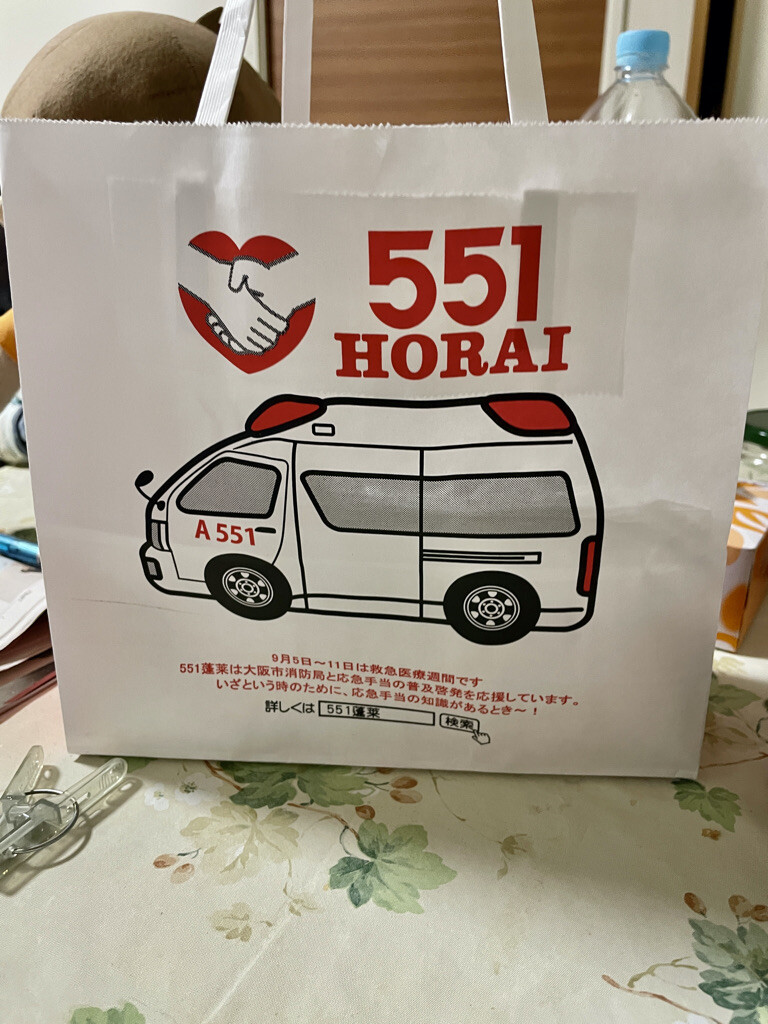 551
HORAI
A 551
9月5日～11日は救急医療週間です
551蓬莱は大阪市消防局と応急手当の普及啓発を応援しています。
いざという時のために、応急手当の知識があるとき～！
詳しくは 551蓬莱 検索